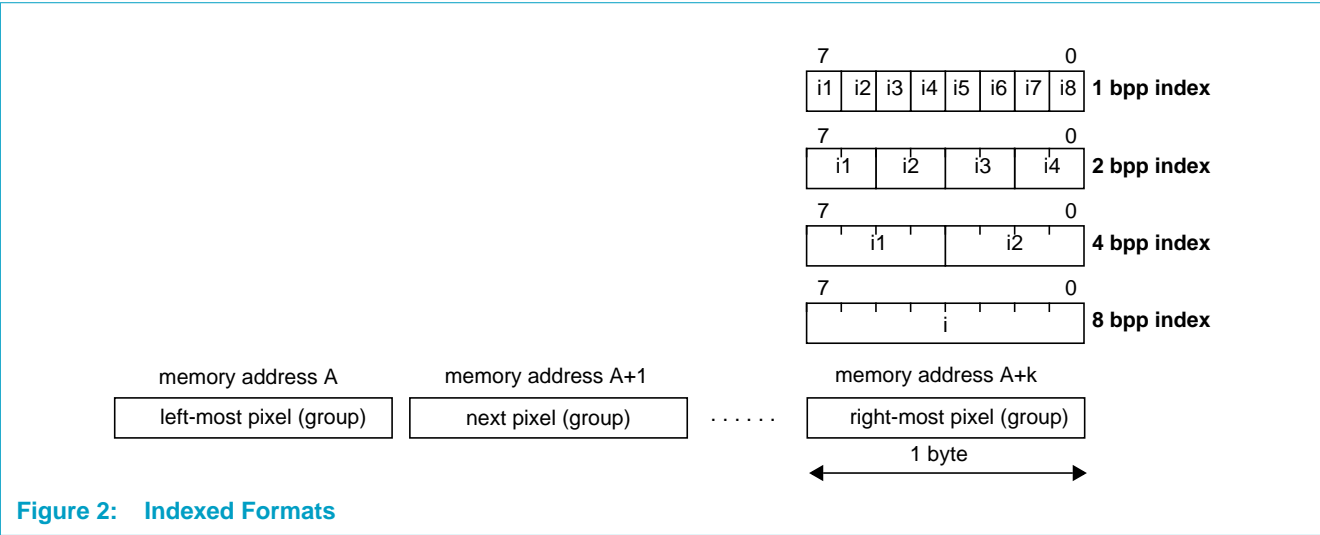 7 0
i1 i2 i3 i4 i5 i6 i7 i8 1 bpp index
7 0
i1 i2 i3 i4 2 bpp index
7 0
i1 i2 4 bpp index
7 0
i 8 bpp index
memory address A memory address A+1 memory address A+k
left-most pixel (group) next pixel (group) . . . . . . right-most pixel (group)
1 byte
Figure 2: Indexed Formats